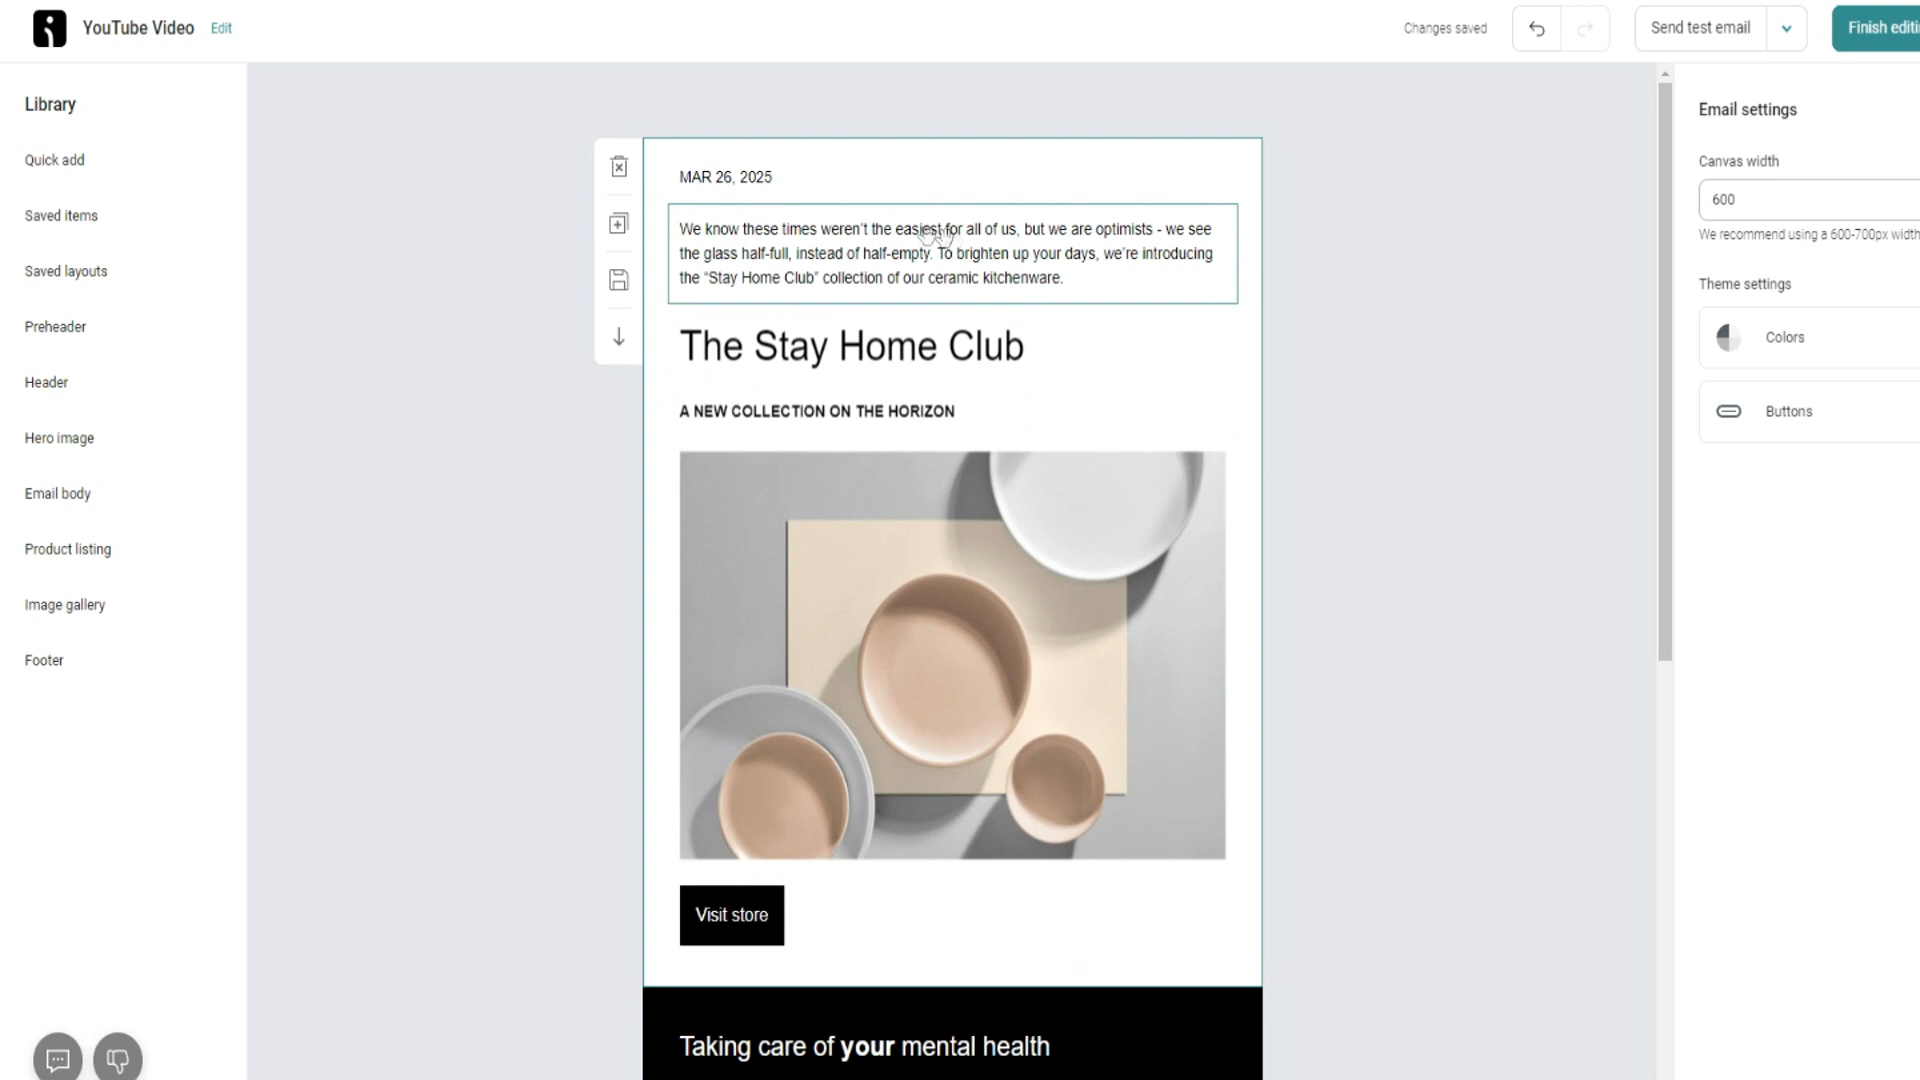 YouTube Video Edit
Changes saved
Send test email
Finish editi
Library
Quick add
Saved items
Saved layouts
Preheader
Header
Hero image
Email body
Product listing
Image gallery
Footer
MAR 26, 2025
We know these times weren’t the easiest for all of us, but we are optimists - we see
the glass half-full, instead of half-empty. To brighten up your days, we’re introducing
the “Stay Home Club” collection of our ceramic kitchenware.
The Stay Home Club
A NEW COLLECTION ON THE HORIZON
Visit store
Taking care of your mental health
Email settings
Canvas width
600
We recommend using a 600-700px width
Theme settings
Colors
Buttons